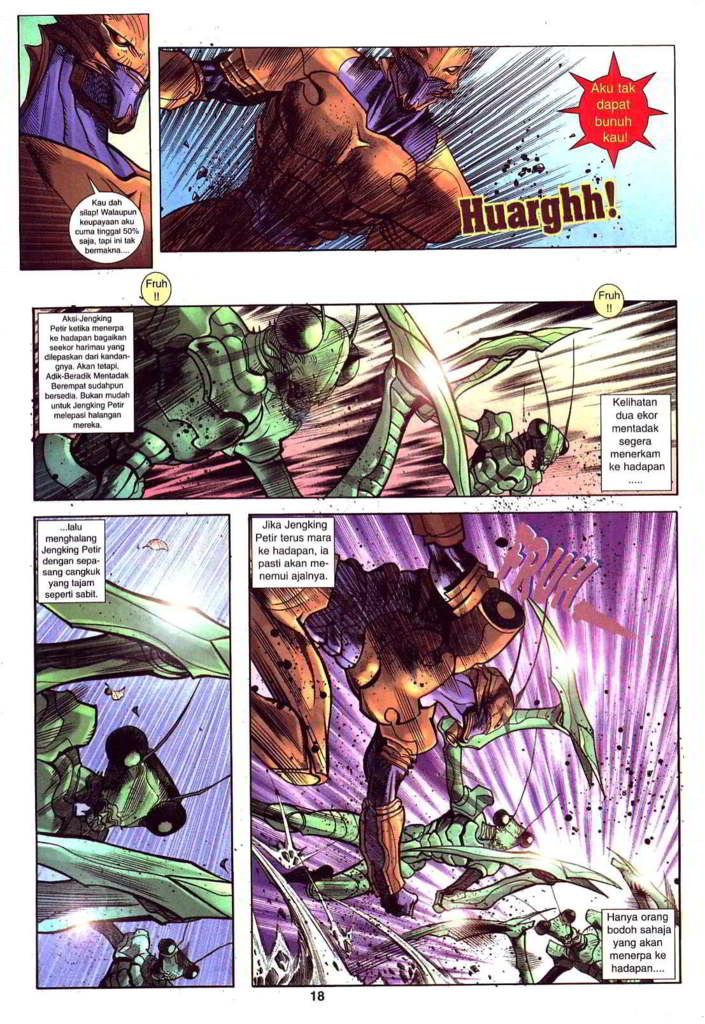 Kau dah
silap! Walaupun
keupayaan aku
cuma tinggal 50%
saja, tapi ini tak
bermakna....
Aku tak
dapat
bunuh
kau!
Huarghh!
Fruh
!!
Fruh
!!
Aksi Jengking
Petir ketika menerpa
ke hadapan bagaikan
seekor harimau yang
dilepaskan dari kandan-
gnya. Akan tetapi,
Adik-Beradik Mentadak
Berempat sudahpun
bersedia. Bukan mudah
untuk Jengking Petir
melepasi halangan
mereka.
Kelihatan
dua ekor
mentadak
segera
menerkam
ke hadapan
.....
...lalu
menghalang
Jengking Petir
dengan sepa-
sang cangkuk
yang tajam
seperti sabit.
Jika Jengking
Petir terus mara
ke hadapan, ia
pasti akan me-
nemui ajalnya.
FRUH...
Hanya orang
bodoh sahaja
yang akan
menerpa ke
hadapan....
18